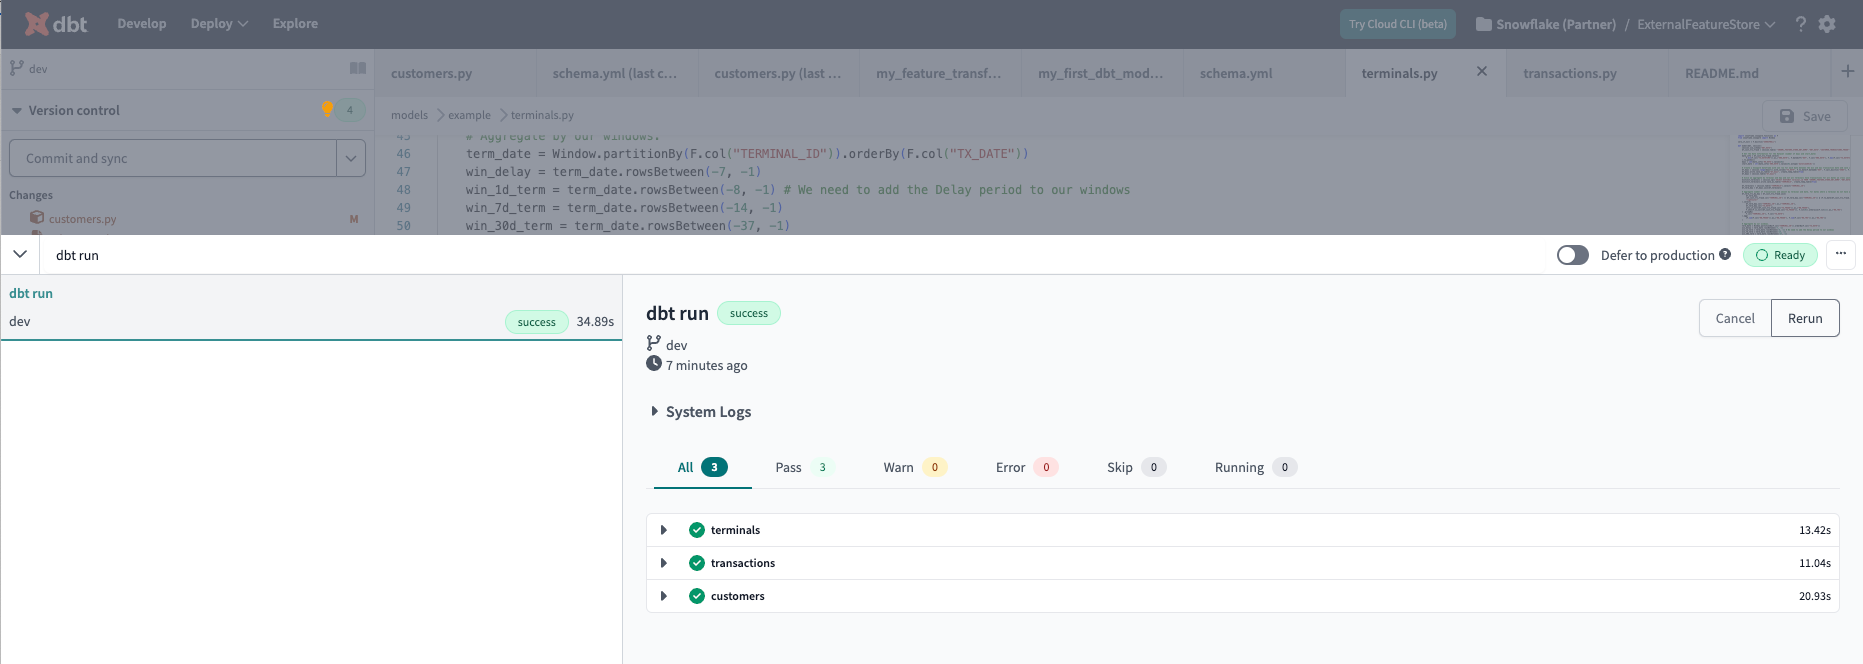 dbt Develop Deploy Explore Try Cloud CLI (beta) Snowflake (Partner) / ExternalFeatureStore ?
dev customers.py schema.yml (last c... customers.py (last ... my_feature_transf... my_first_dbt_mod... schema.yml terminals.py transactions.py README.md
Version control 4
models example terminals.py Save
45 # Aggregate by our windows.
46 term_date = Window.partitionBy(F.col("TERMINAL_ID")).orderBy(F.col("TX_DATE"))
47 win_delay = term_date.rowsBetween(-7, -1)
48 win_1d_term = term_date.rowsBetween(-8, -1) # We need to add the Delay period to our windows
49 win_7d_term = term_date.rowsBetween(-14, -1)
50 win_30d_term = term_date.rowsBetween(-37, -1)
Commit and sync
Changes
customers.py M
dbt run Defer to production ? Ready ...
dbt run
dev success 34.89s
dbt run success
dev
7 minutes ago
Cancel Rerun
System Logs
All 3 Pass 3 Warn 0 Error 0 Skip 0 Running 0
terminals 13.42s
transactions 11.04s
customers 20.93s